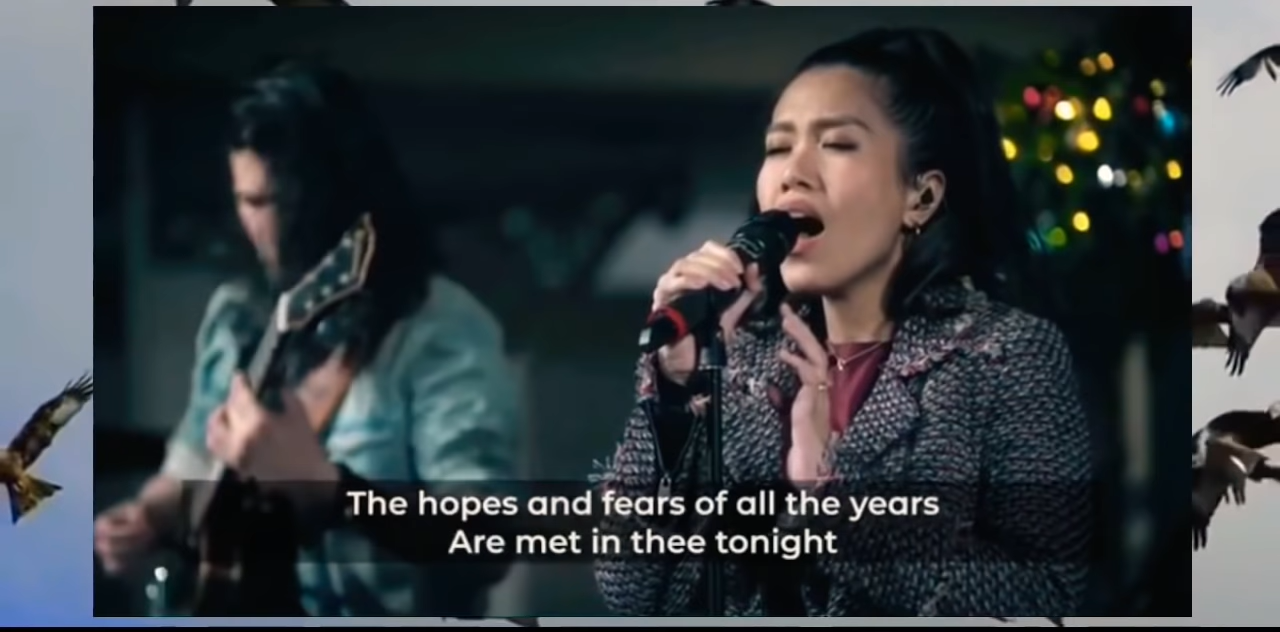 The hopes and fears of all the years
Are met in thee tonight